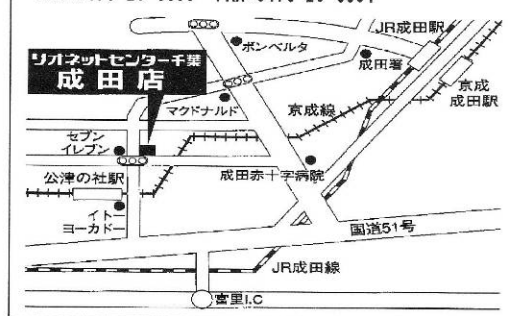 JR成田駅
ボンベルタ
成田署
リオネットセンター千葉
成田店
京成
成田駅
マクドナルド
京成線
セブン
イレブン
成田赤十字病院
公津の杜駅
イトー
ヨーカドー
国道51号
JR成田線
宮里I.C